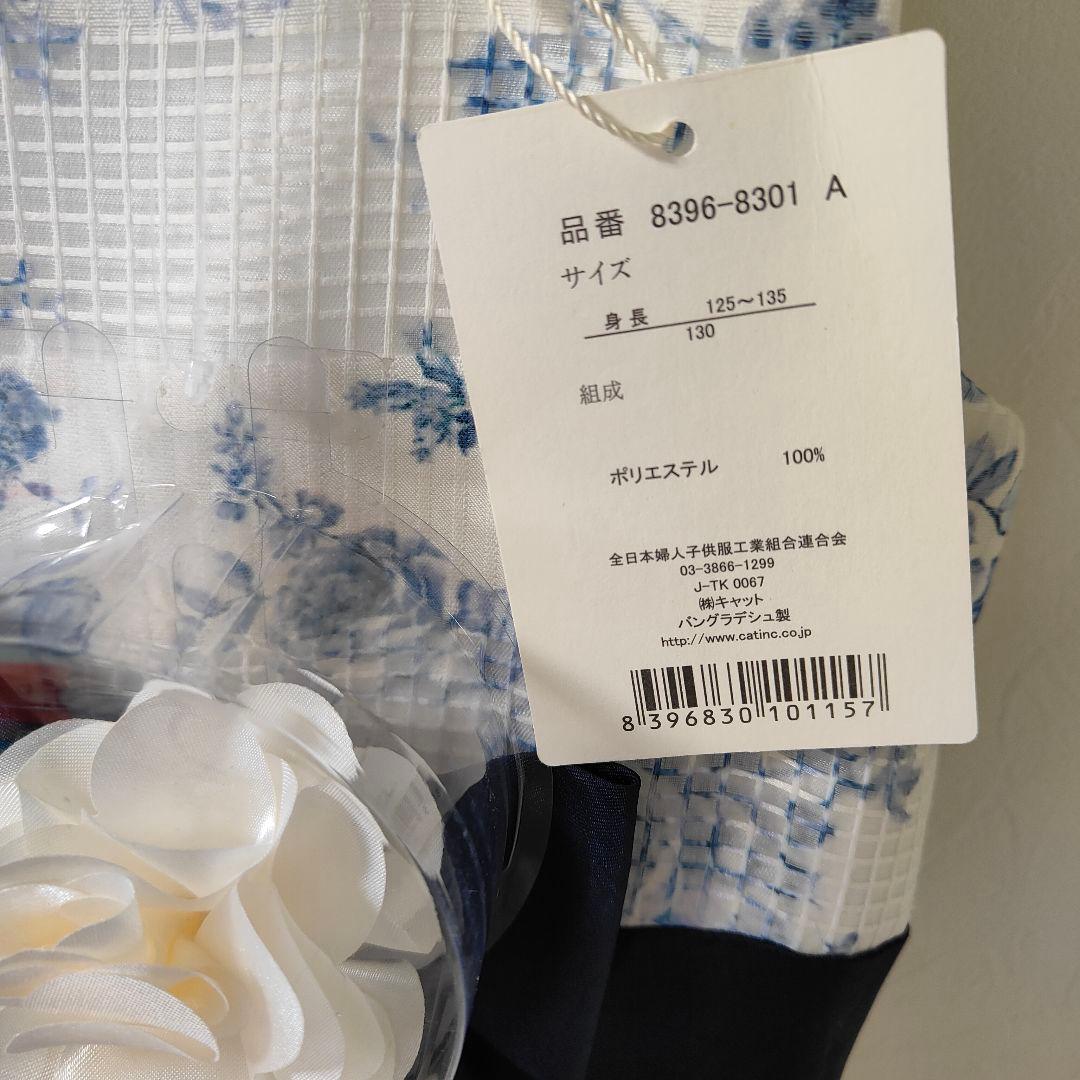 品番 8396-8301 A
サイズ
身長 125～135
130
組成
ポリエステル 100%
全日本婦人子供服工業組合連合会
03-3866-1299
J-TK 0067
㈱キャット
バングラデシュ製
http://www.catinc.co.jp
8 396830 101157